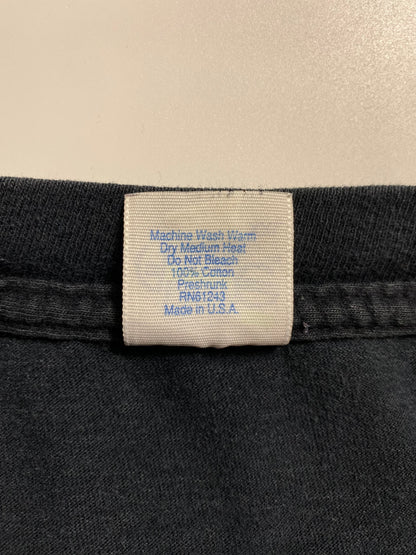 Machine Wash Warm
Dry Medium Heat
Do Not Bleach
100% Cotton
Preshrunk
RN61243
Made in U.S.A.